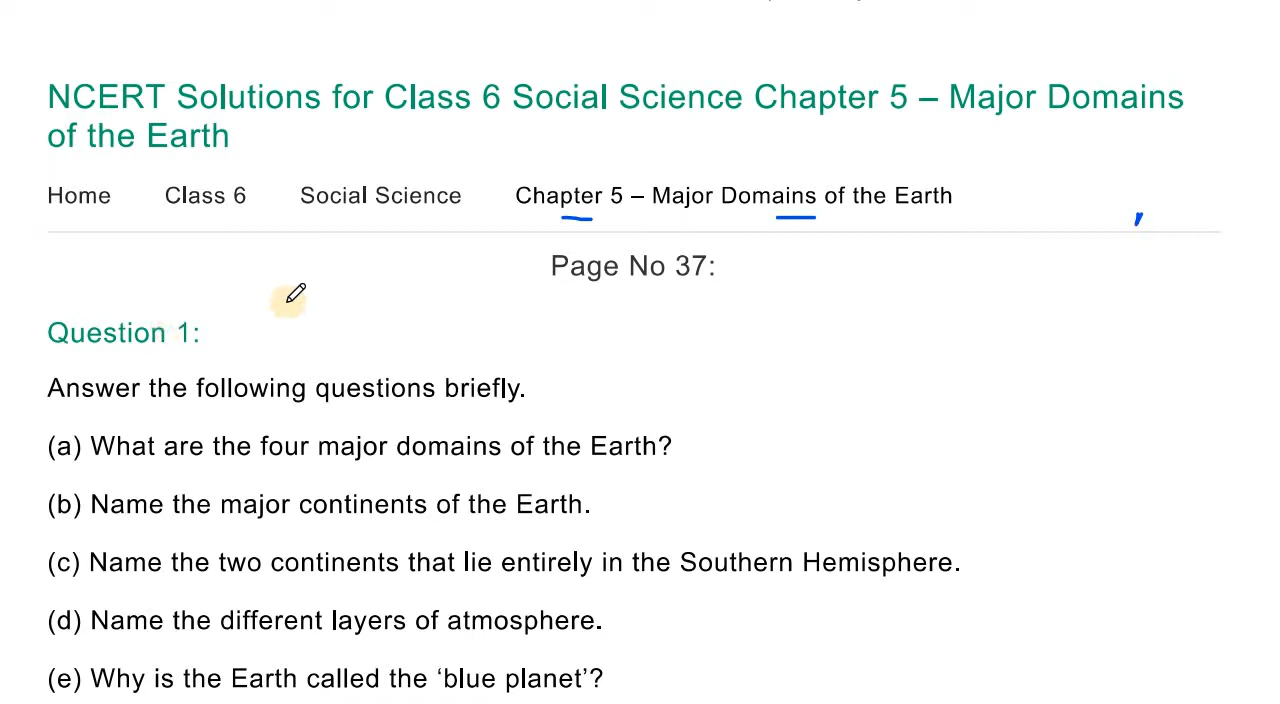 NCERT Solutions for Class 6 Social Science Chapter 5 – Major Domains
of the Earth
Home Class 6 Social Science Chapter 5 – Major Domains of the Earth
Page No 37:
Question 1:
Answer the following questions briefly.
(a) What are the four major domains of the Earth?
(b) Name the major continents of the Earth.
(c) Name the two continents that lie entirely in the Southern Hemisphere.
(d) Name the different layers of atmosphere.
(e) Why is the Earth called the ‘blue planet’?